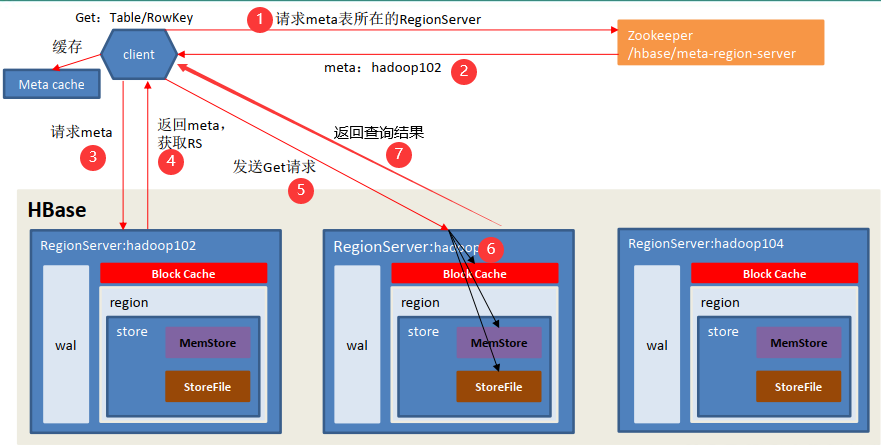 Get：Table/RowKey
1
请求meta表所在的RegionServer
Zookeeper
/hbase/meta-region-server
缓存
client
Meta cache
meta：hadoop102
2
请求meta
3
返回meta，
获取RS
4
返回查询结果
7
发送Get请求
5
HBase
RegionServer:hadoop102
Block Cache
region
wal
store
MemStore
StoreFile
RegionServer:hadoop
6
Block Cache
region
wal
store
MemStore
StoreFile
RegionServer:hadoop104
Block Cache
region
wal
store
MemStore
StoreFile